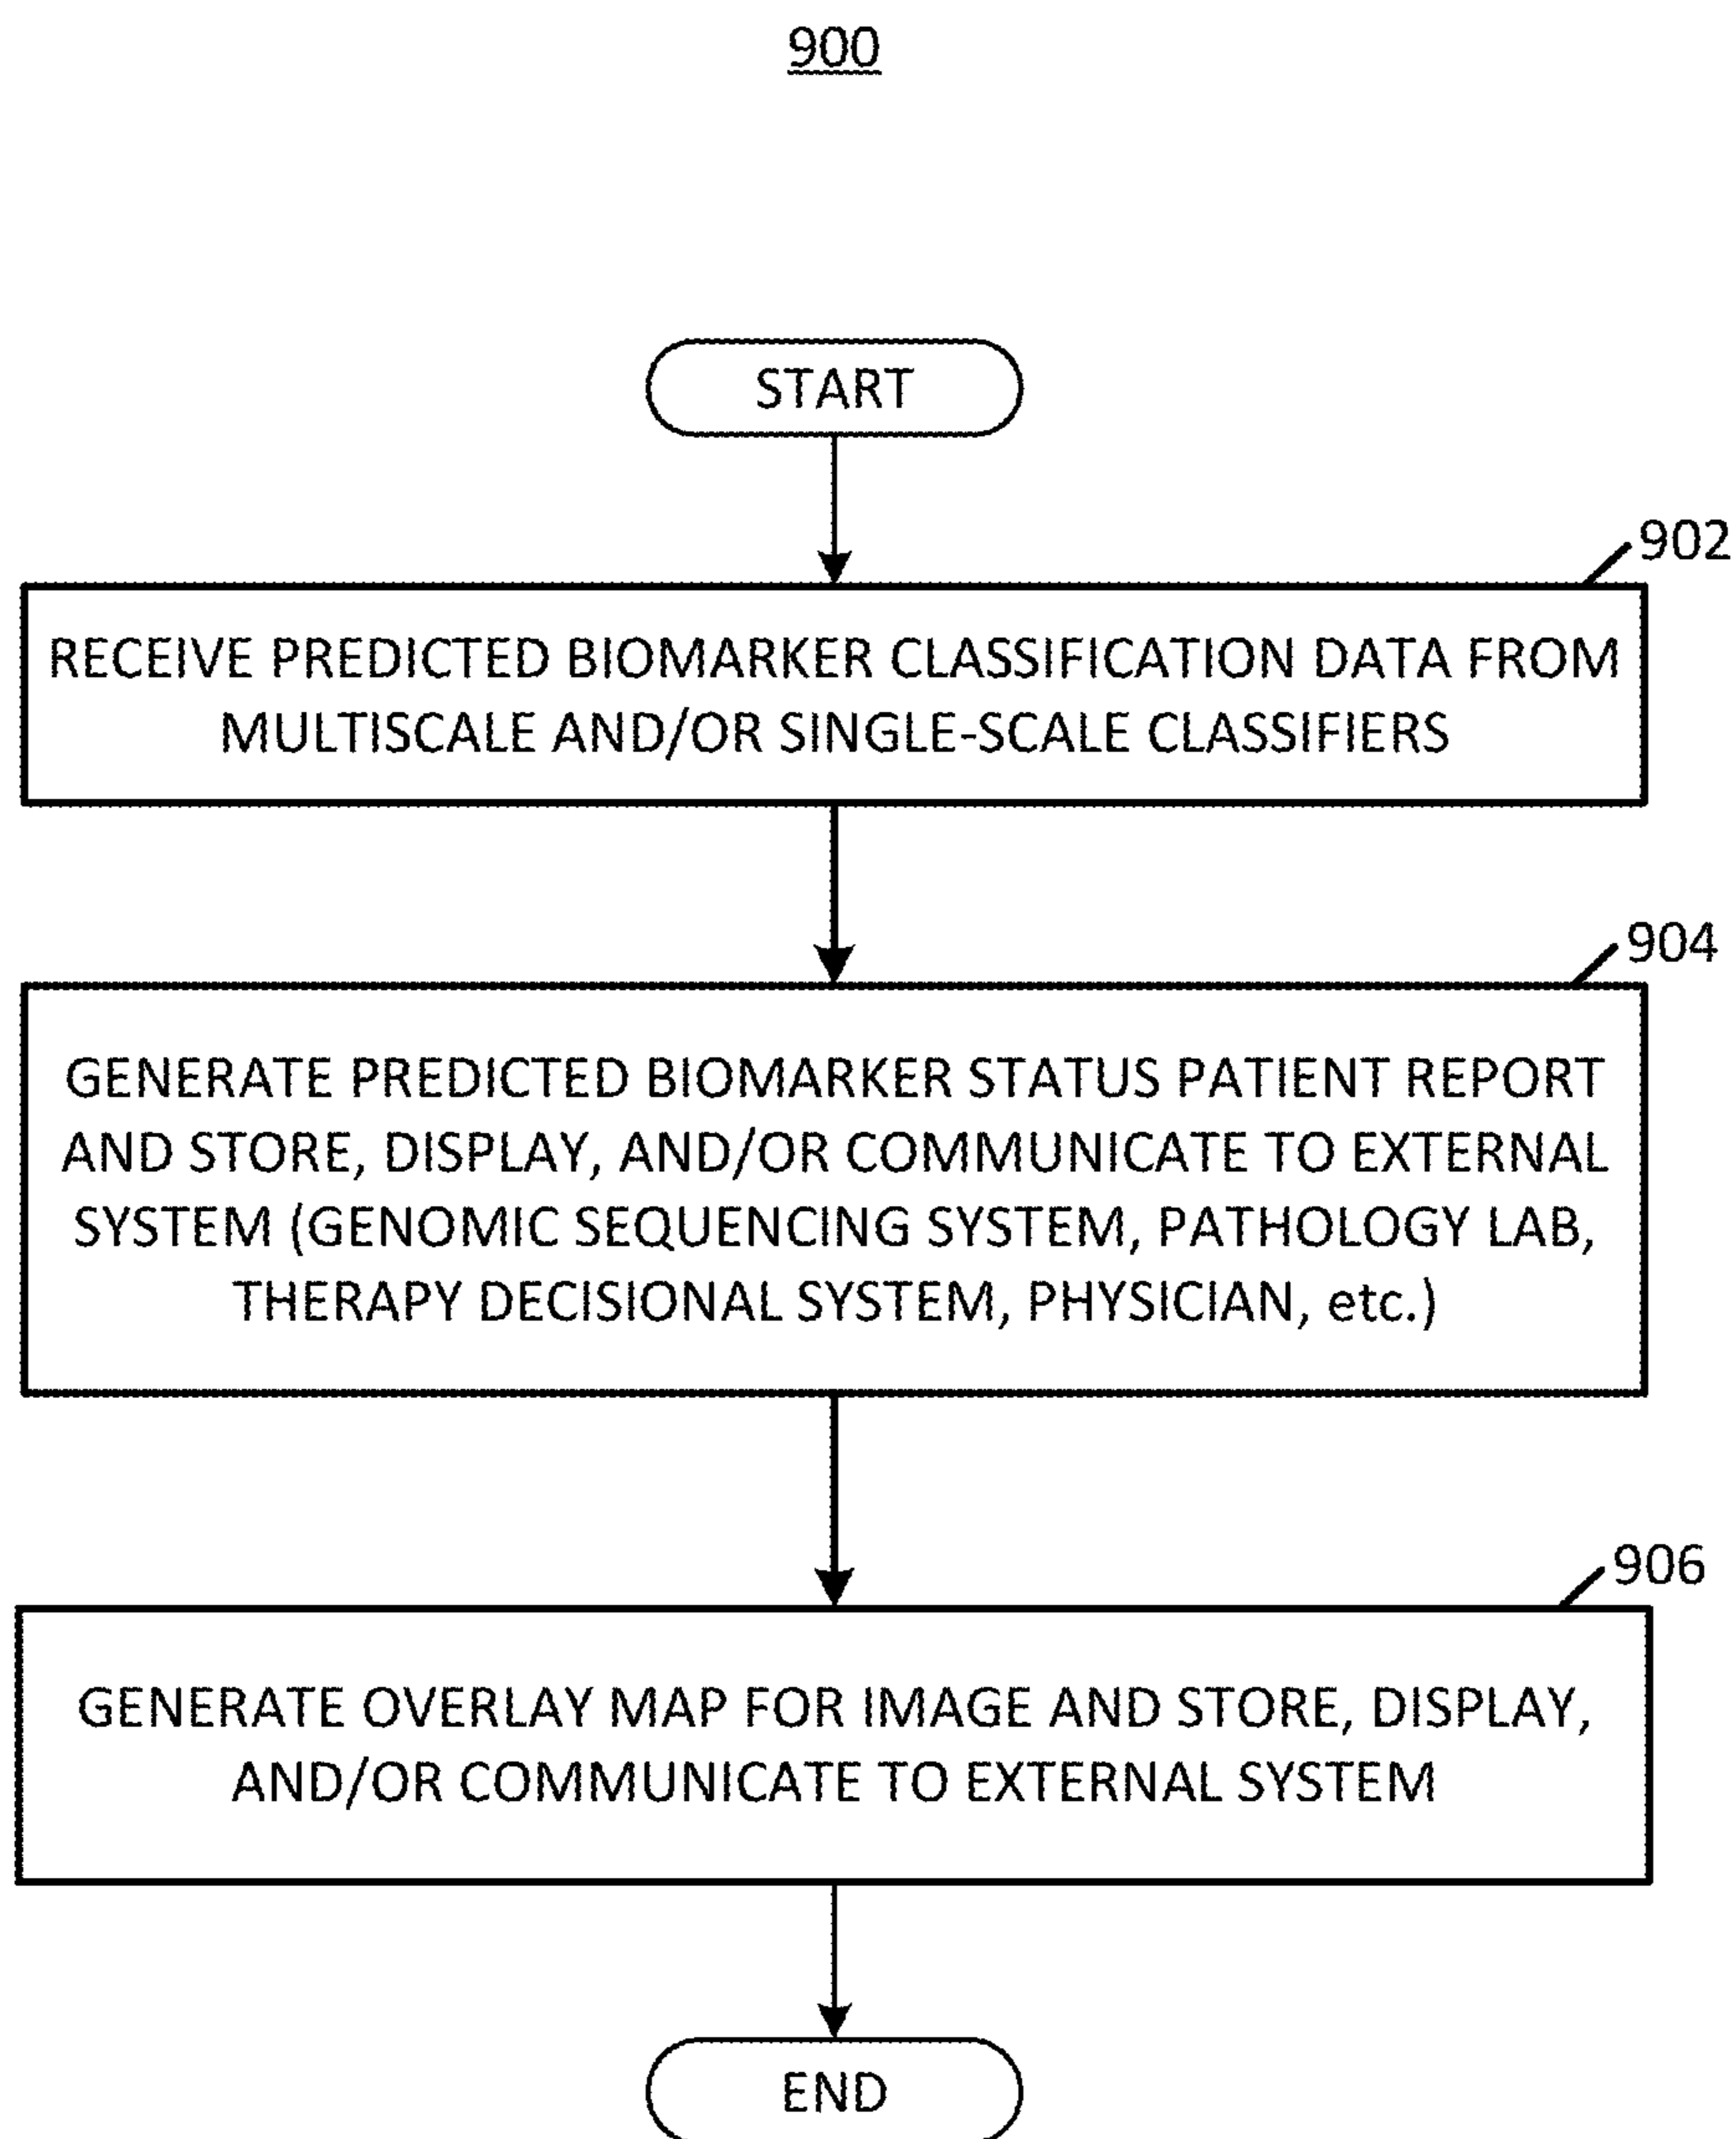 900
START
902
RECEIVE PREDICTED BIOMARKER CLASSIFICATION DATA FROM
MULTISCALE AND/OR SINGLE-SCALE CLASSIFIERS
904
GENERATE PREDICTED BIOMARKER STATUS PATIENT REPORT
AND STORE, DISPLAY, AND/OR COMMUNICATE TO EXTERNAL
SYSTEM (GENOMIC SEQUENCING SYSTEM, PATHOLOGY LAB,
THERAPY DECISIONAL SYSTEM, PHYSICIAN, etc.)
906
GENERATE OVERLAY MAP FOR IMAGE AND STORE, DISPLAY,
AND/OR COMMUNICATE TO EXTERNAL SYSTEM
END